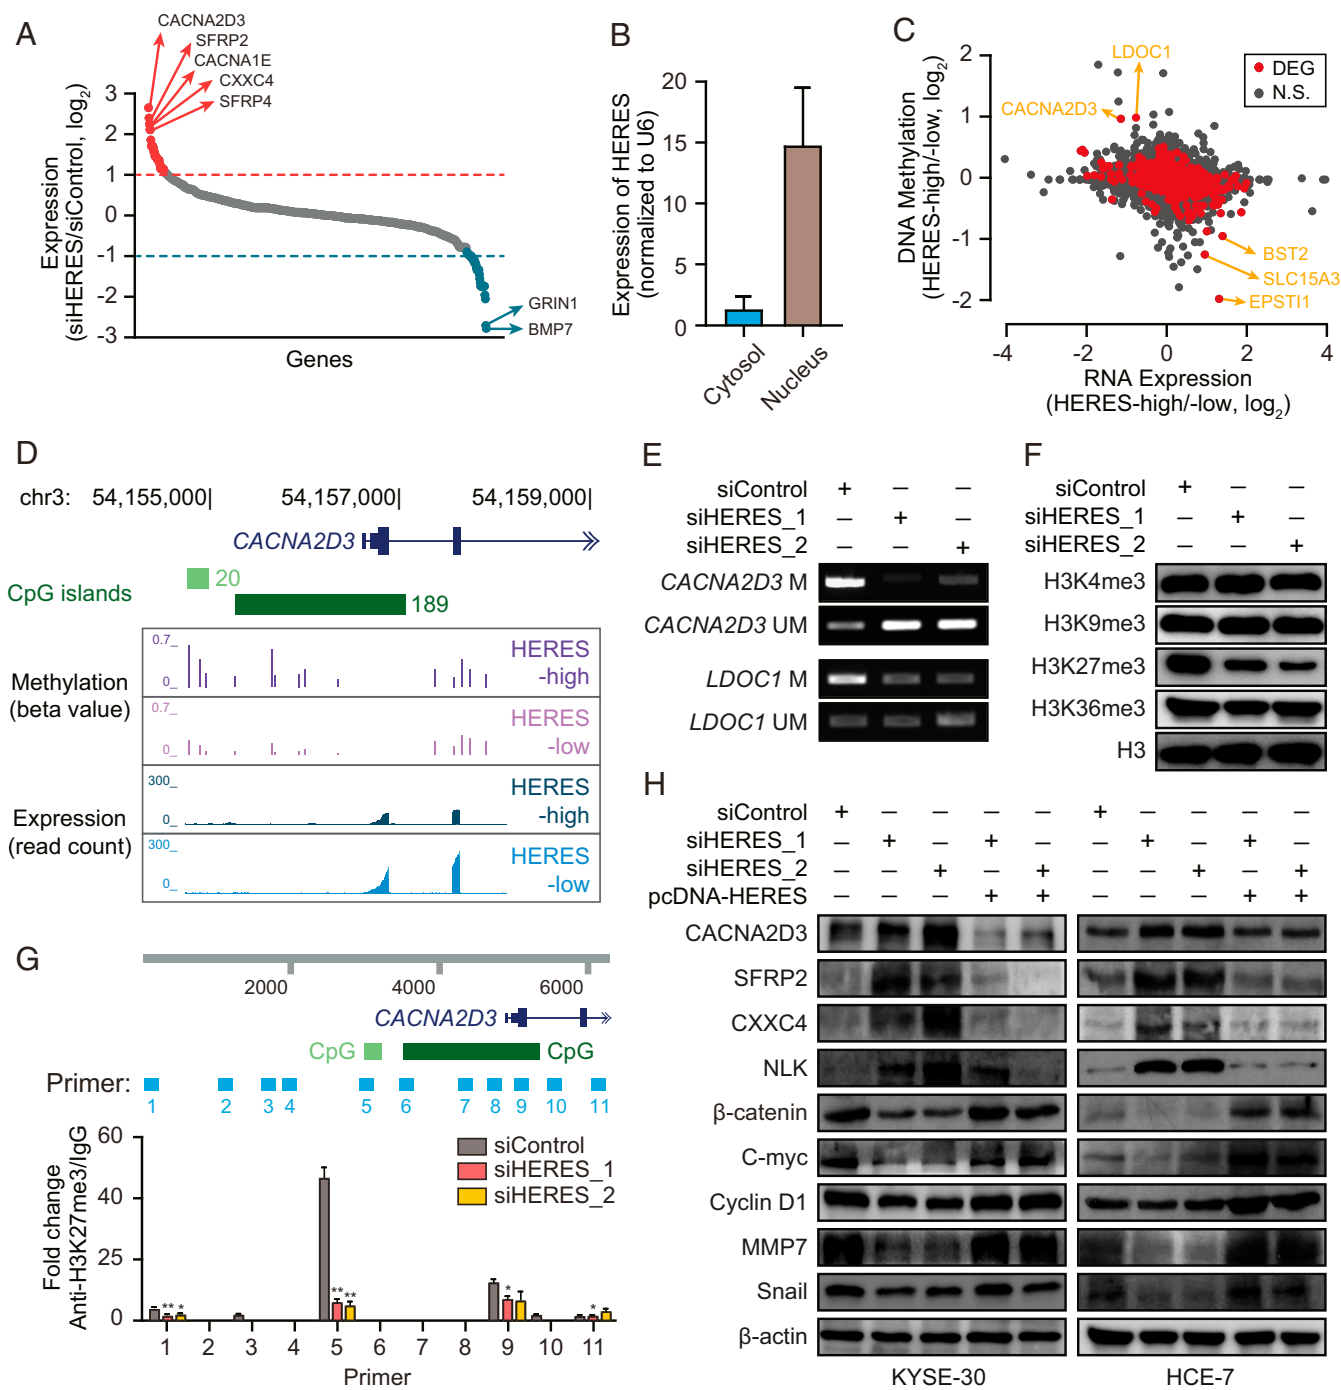 A
CACNA2D3
SFRP2
CACNA1E
CXXC4
SFRP4
3
2
1
0
-1
-2
-3
Expression
(siHERES/siControl, log2)
GRIN1
BMP7
Genes
B
20
15
10
5
0
Expression of HERES
(normalized to U6)
Cytosol
Nucleus
C
LDOC1
CACNA2D3
DEG
N.S.
2
1
0
-1
-2
DNA Methylation
(HERES-high/-low, log2)
BST2
SLC15A3
EPSTI1
-4 -2 0 2 4
RNA Expression
(HERES-high/-low, log2)
D
chr3: 54,155,000| 54,157,000| 54,159,000|
CACNA2D3
CpG islands
20
189
Methylation
(beta value)
0.7_
0_
HERES
-high
0.7_
0_
HERES
-low
Expression
(read count)
300_
0_
HERES
-high
300_
0_
HERES
-low
E
siControl + – –
siHERES_1 – + –
siHERES_2 – – +
CACNA2D3 M
CACNA2D3 UM
LDOC1 M
LDOC1 UM
F
siControl + – –
siHERES_1 – + –
siHERES_2 – – +
H3K4me3
H3K9me3
H3K27me3
H3K36me3
H3
G
2000 4000 6000
CACNA2D3
CpG CpG
Primer:
1 2 3 4 5 6 7 8 9 10 11
60
40
25
0
Fold change
Anti-H3K27me3/IgG
siControl
siHERES_1
siHERES_2
** * ** ** * *
1 2 3 4 5 6 7 8 9 10 11
Primer
H
siControl + – – – – + – – – –
siHERES_1 – + – + – – + – + –
siHERES_2 – – + – + – – + – +
pcDNA-HERES – – – + + – – – + +
CACNA2D3
SFRP2
CXXC4
NLK
β-catenin
C-myc
Cyclin D1
MMP7
Snail
β-actin
KYSE-30 HCE-7